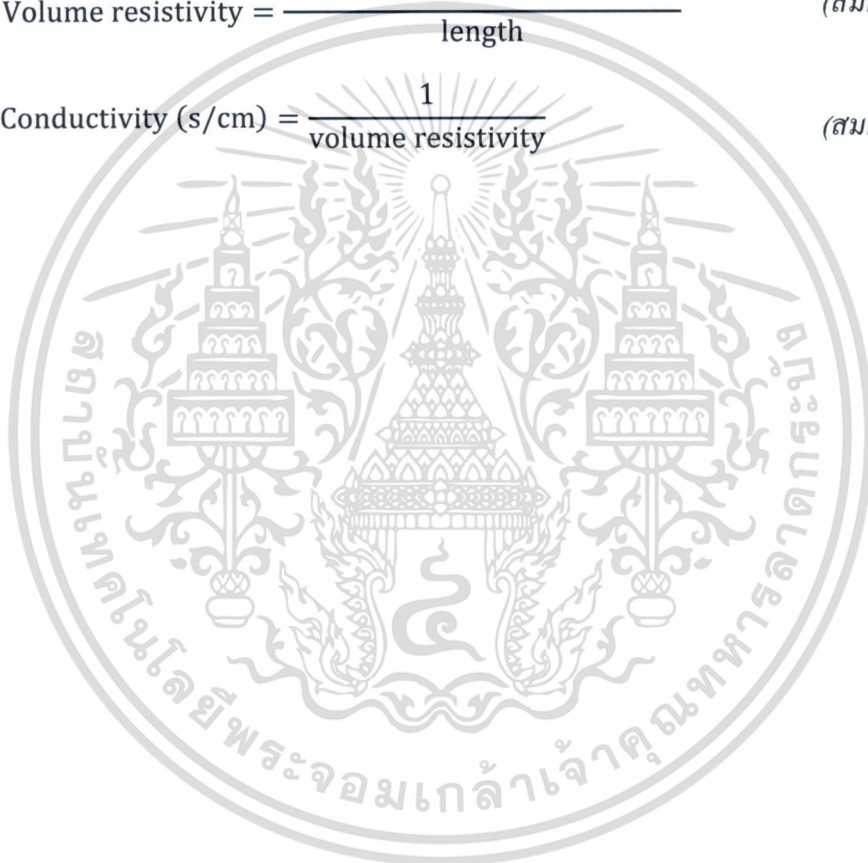 Volume resistivity =
length
Conductivity (s/cm) = 1
volume resistivity
สถาบันเทคโนโลยีพระจอมเกล้าเจ้าคุณทหารลาดกระบัง
๔